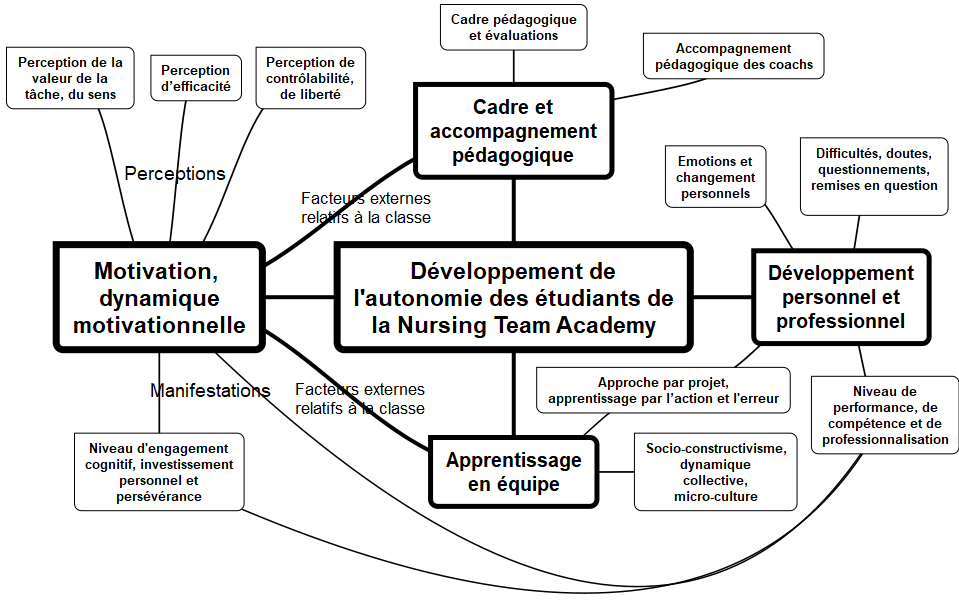 Cadre pédagogique
et évaluations
Accompagnement
pédagogique des coachs
Perception de la
valeur de la
tâche, du sens
Perception
d’efficacité
Perception de
contrôlabilité,
de liberté
Cadre et
accompagnement
pédagogique
Perceptions
Facteurs externes
relatifs à la classe
Emotions et
changement
personnels
Difficultés, doutes,
questionnements,
remises en question
Motivation,
dynamique
motivationnelle
Développement de
l'autonomie des étudiants de
la Nursing Team Academy
Développement
personnel et
professionnel
Manifestations
Facteurs externes
relatifs à la classe
Approche par projet,
apprentissage par l’action et l'erreur
Niveau de
performance, de
compétence et de
professionnalisation
Niveau d'engagement
cognitif, investissement
personnel et
persévérance
Apprentissage
en équipe
Socio-constructivisme,
dynamique
collective,
micro-culture